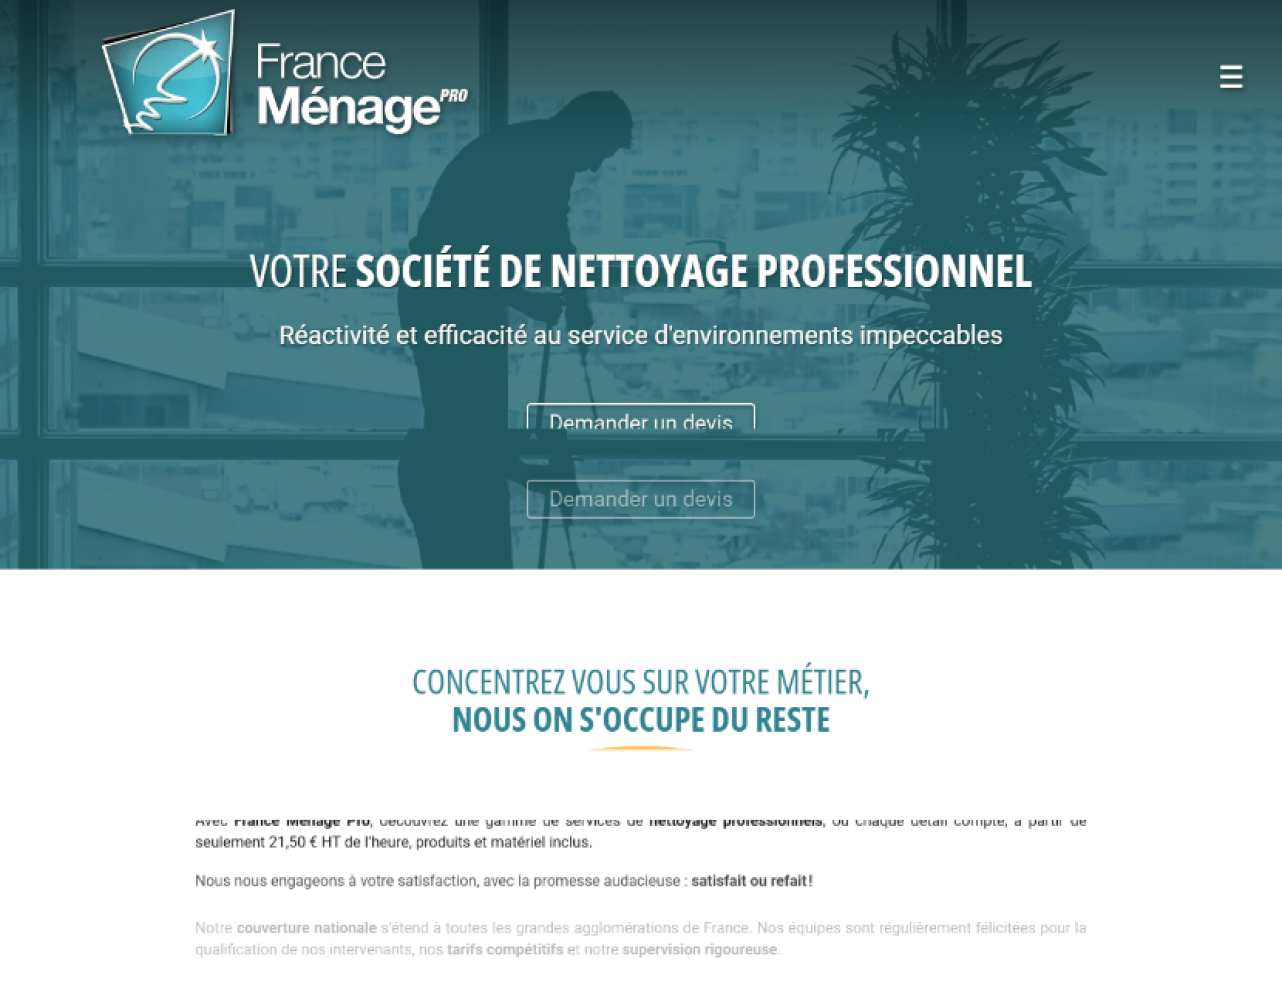 France
Ménage PRO
VOTRE SOCIÉTÉ DE NETTOYAGE PROFESSIONNEL
Réactivité et efficacité au service d'environnements impeccables
Demander un devis
Demander un devis
CONCENTREZ VOUS SUR VOTRE MÉTIER,
NOUS ON S'OCCUPE DU RESTE
Avec France Ménage Pro, découvrez une gamme de services de nettoyage professionnels, où chaque détail compte, à partir de
seulement 21,50 € HT de l'heure, produits et matériel inclus.
Nous nous engageons à votre satisfaction, avec la promesse audacieuse : satisfait ou refait !
Notre couverture nationale s'étend à toutes les grandes agglomérations de France. Nos équipes sont régulièrement félicitées pour la
qualification de nos intervenants, nos tarifs compétitifs et notre supervision rigoureuse.